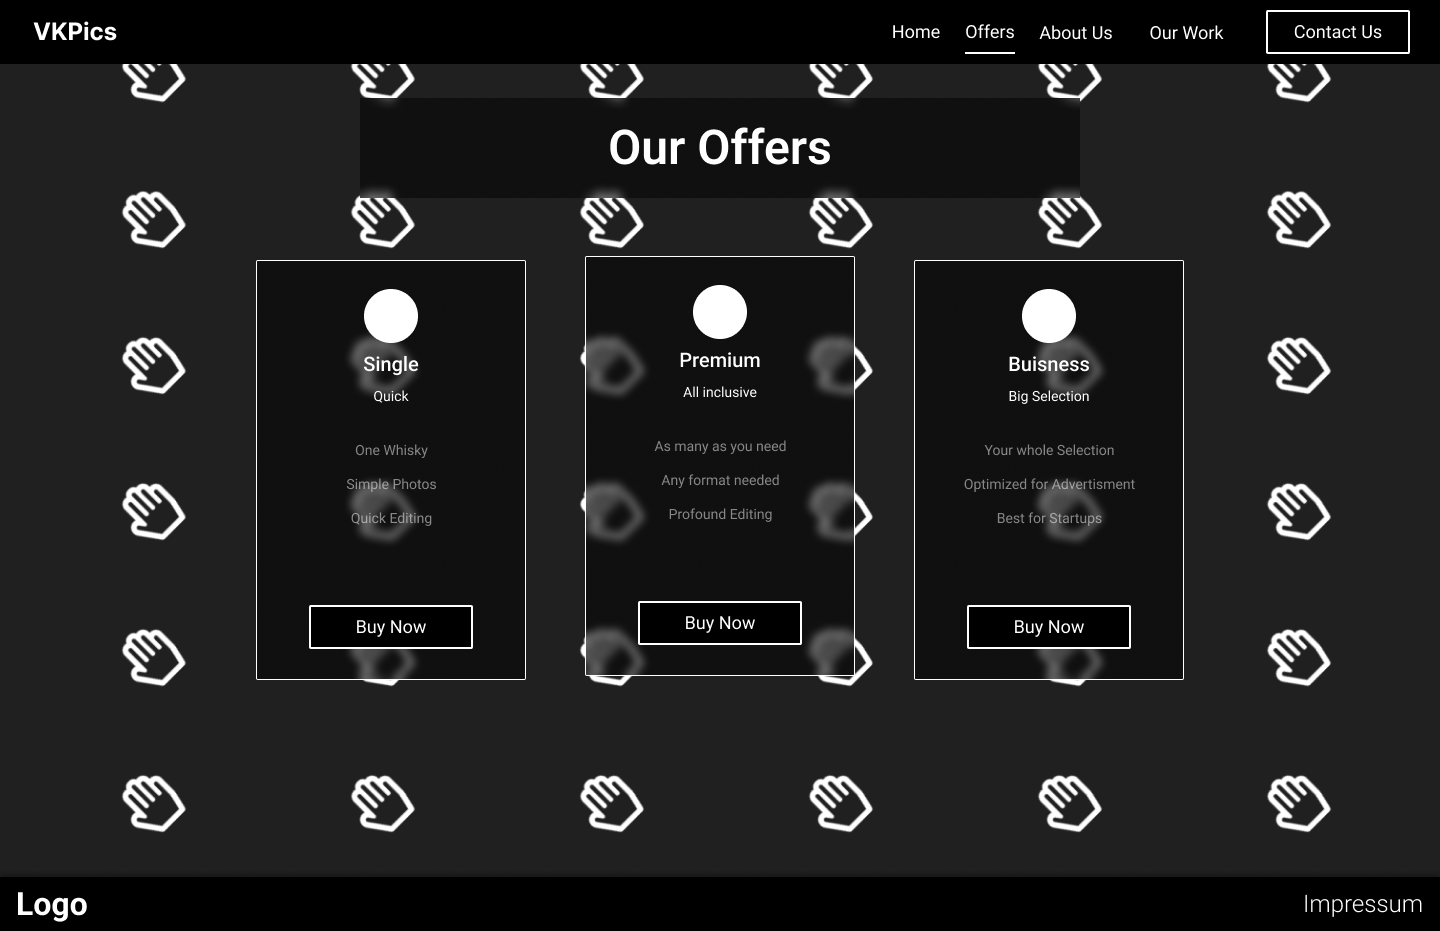 VKPics
Home
Offers
About Us
Our Work
Contact Us
Our Offers
Single
Quick
One Whisky
Simple Photos
Quick Editing
Buy Now
Premium
All inclusive
As many as you need
Any format needed
Profound Editing
Buy Now
Buisness
Big Selection
Your whole Selection
Optimized for Advertisment
Best for Startups
Buy Now
Logo
Impressum